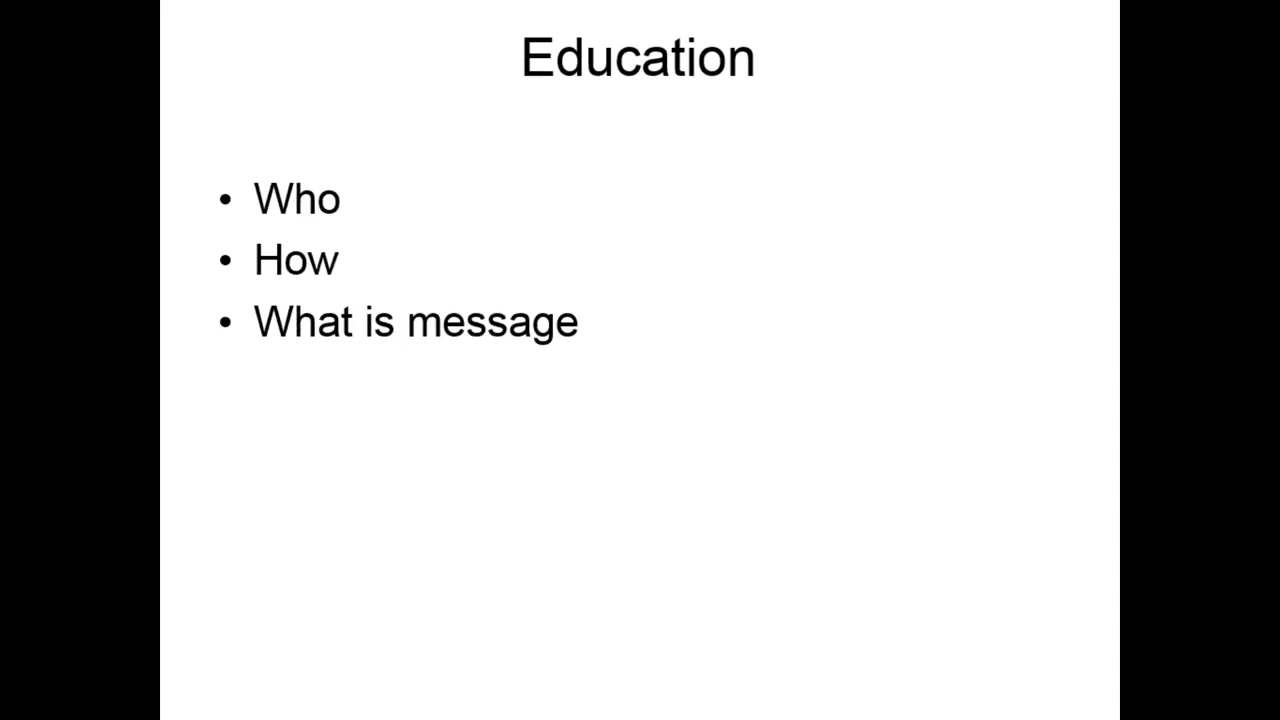 Education
• Who
• How
• What is message